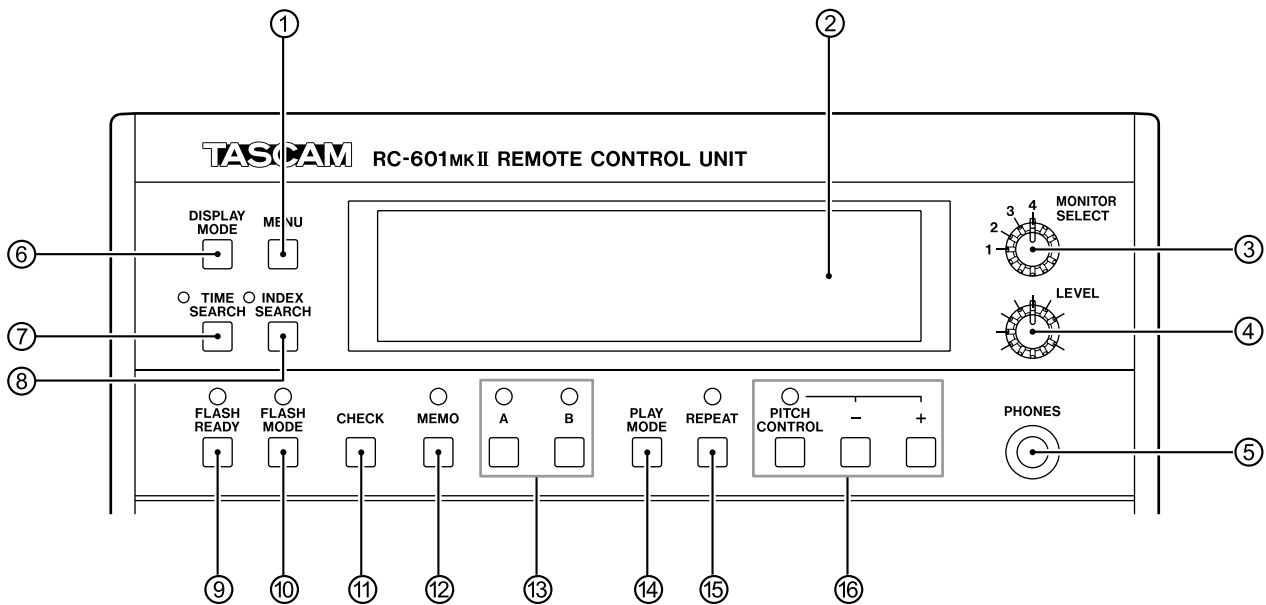 ① ②
TASCAM RC-601MKⅡ REMOTE CONTROL UNIT
DISPLAY
MODE
MENU
1 2 3 4
MONITOR
SELECT
⑥ ③
TIME
SEARCH
INDEX
SEARCH
LEVEL
⑦ ④
⑧
FLASH
READY
FLASH
MODE
CHECK
MEMO
A
B
PLAY
MODE
REPEAT
PITCH
CONTROL
−
+
PHONES
⑤
⑨ ⑩ ⑪ ⑫ ⑬ ⑭ ⑮ ⑯